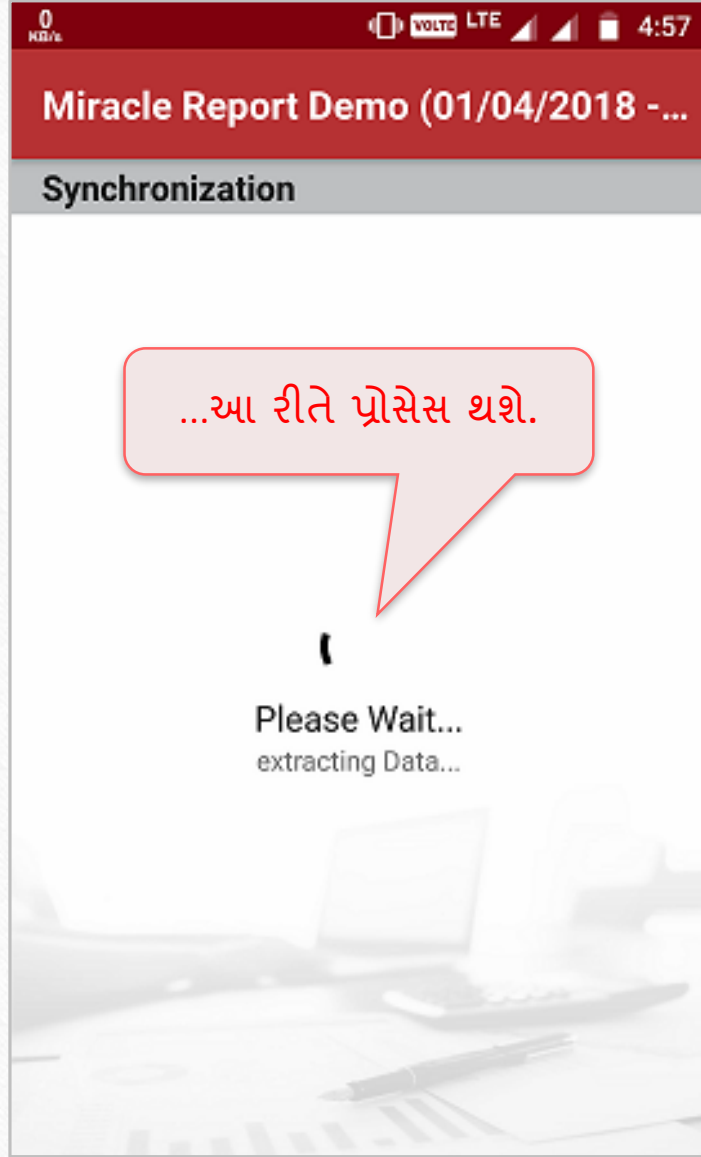 0
KB/s
VOLTE LTE 4:57
Miracle Report Demo (01/04/2018 -...
Synchronization
...આ રીતે પ્રોસેસ થશે.
Please Wait...
extracting Data...